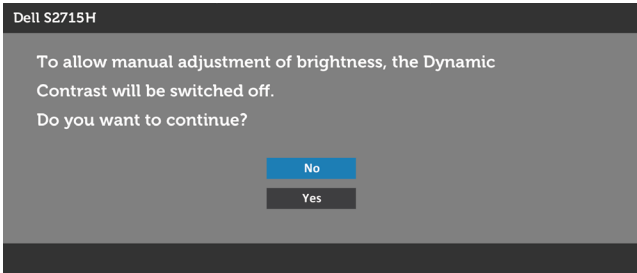 Dell S2715H
To allow manual adjustment of brightness, the Dynamic
Contrast will be switched off.
Do you want to continue?
No
Yes